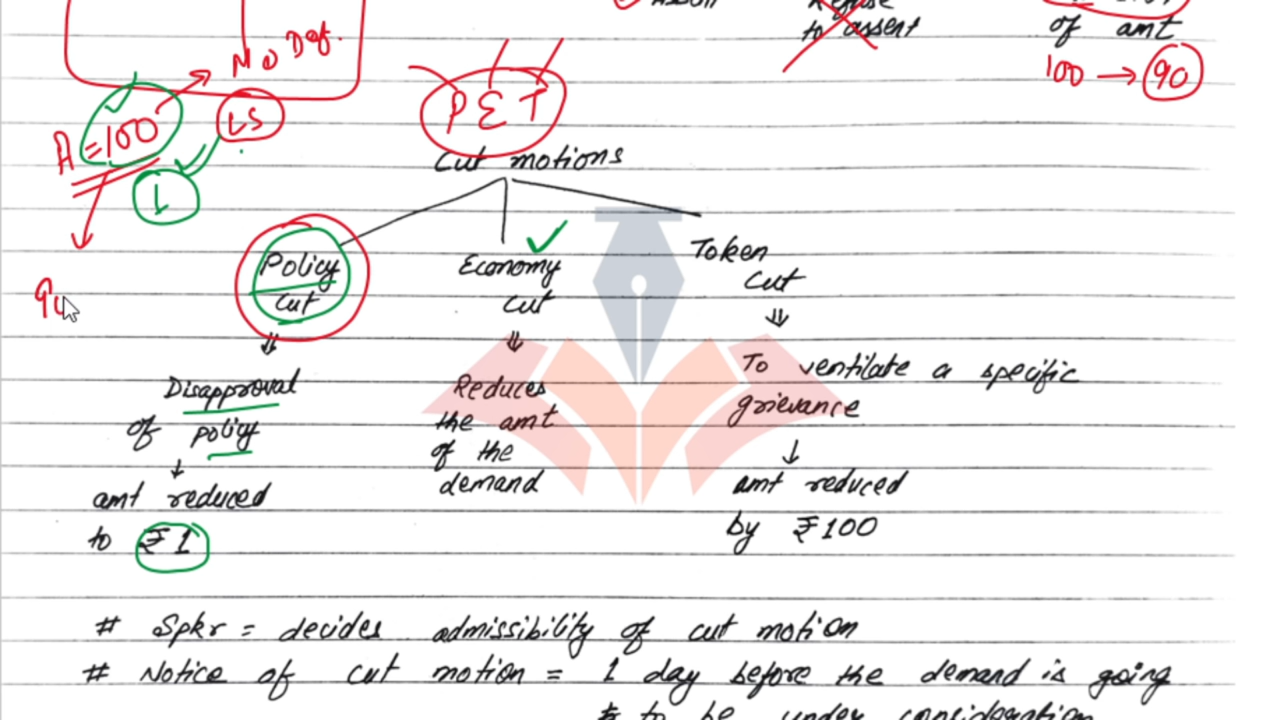 Refuse
to assent
of amt
100 → 90
No Def.
A = 100
LS
1
PET
Cut motions
Policy
cut
Economy
cut
Token
cut
⇓
⇓
⇓
Disapproval
of policy
↓
amt reduced
to ₹ 1
Reduces
the amt
of the
demand
To ventilate a specific
grievance
↓
amt reduced
by ₹100
# Spkr = decides admissibility of cut motion
# Notice of cut motion = 1 day before the demand is going
to be under consideration